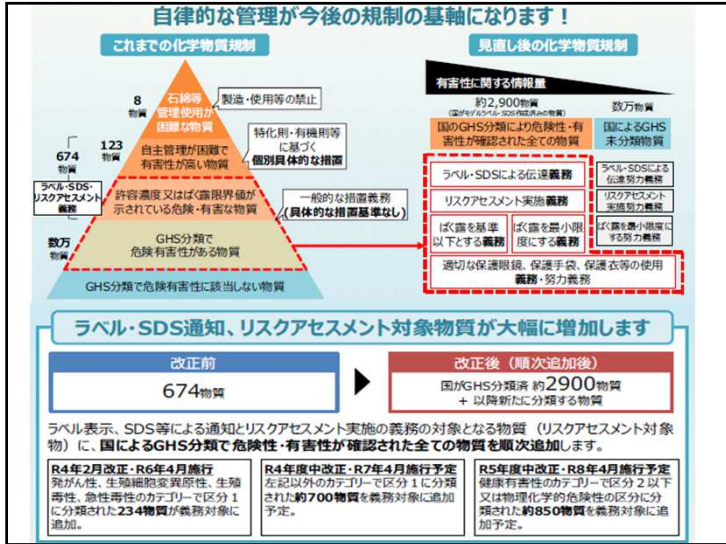 自律的な管理が今後の規制の基軸になります！
これまでの化学物質規制
8
物質
123
物質
674
物質
ラベル・SDS・
リスクアセスメント
義務
数万
物質
石綿等
管理使用が
困難な物質
自主管理が困難で
有害性が高い物質
許容濃度又はばく露限界値が
示されている危険・有害な物質
GHS分類で
危険有害性がある物質
GHS分類で危険有害性に該当しない物質
製造・使用等の禁止
特化則・有機則等
に基づく
個別具体的な措置
一般的な措置義務
(具体的な措置基準なし)
見直し後の化学物質規制
有害性に関する情報量
約2,900物質
(国がモデルラベル・SDS作成済みの物質)
数万物質
国のGHS分類により危険性・有
害性が確認された全ての物質
国によるGHS
未分類物質
ラベル・SDSによる伝達義務
ラベル・SDSによる
伝達努力義務
リスクアセスメント実施義務
リスクアセスメント
実施努力義務
ばく露を基準
以下とする義務
ばく露を最小限
度にする義務
ばく露を最小限度に
する努力義務
適切な保護眼鏡、保護手袋、保護衣等の使用
義務・努力義務
ラベル・SDS通知、リスクアセスメント対象物質が大幅に増加します
改正前
674物質
改正後（順次追加後）
国がGHS分類済 約2900物質
+ 以降新たに分類する物質
ラベル表示、SDS等による通知とリスクアセスメント実施の義務の対象となる物質（リスクアセスメント対象
物）に、国によるGHS分類で危険性・有害性が確認された全ての物質を順次追加します。
R4年2月改正・R6年4月施行
発がん性、生殖細胞変異原性、生殖
毒性、急性毒性のカテゴリーで区分1
に分類された234物質が義務対象に
追加。
R4年度中改正・R7年4月施行予定
左記以外のカテゴリーで区分1に分類
された約700物質を義務対象に追加
予定。
R5年度中改正・R8年4月施行予定
健康有害性のカテゴリーで区分2以下
又は物理化学的危険性の区分に分
類された約850物質を義務対象に追
加予定。